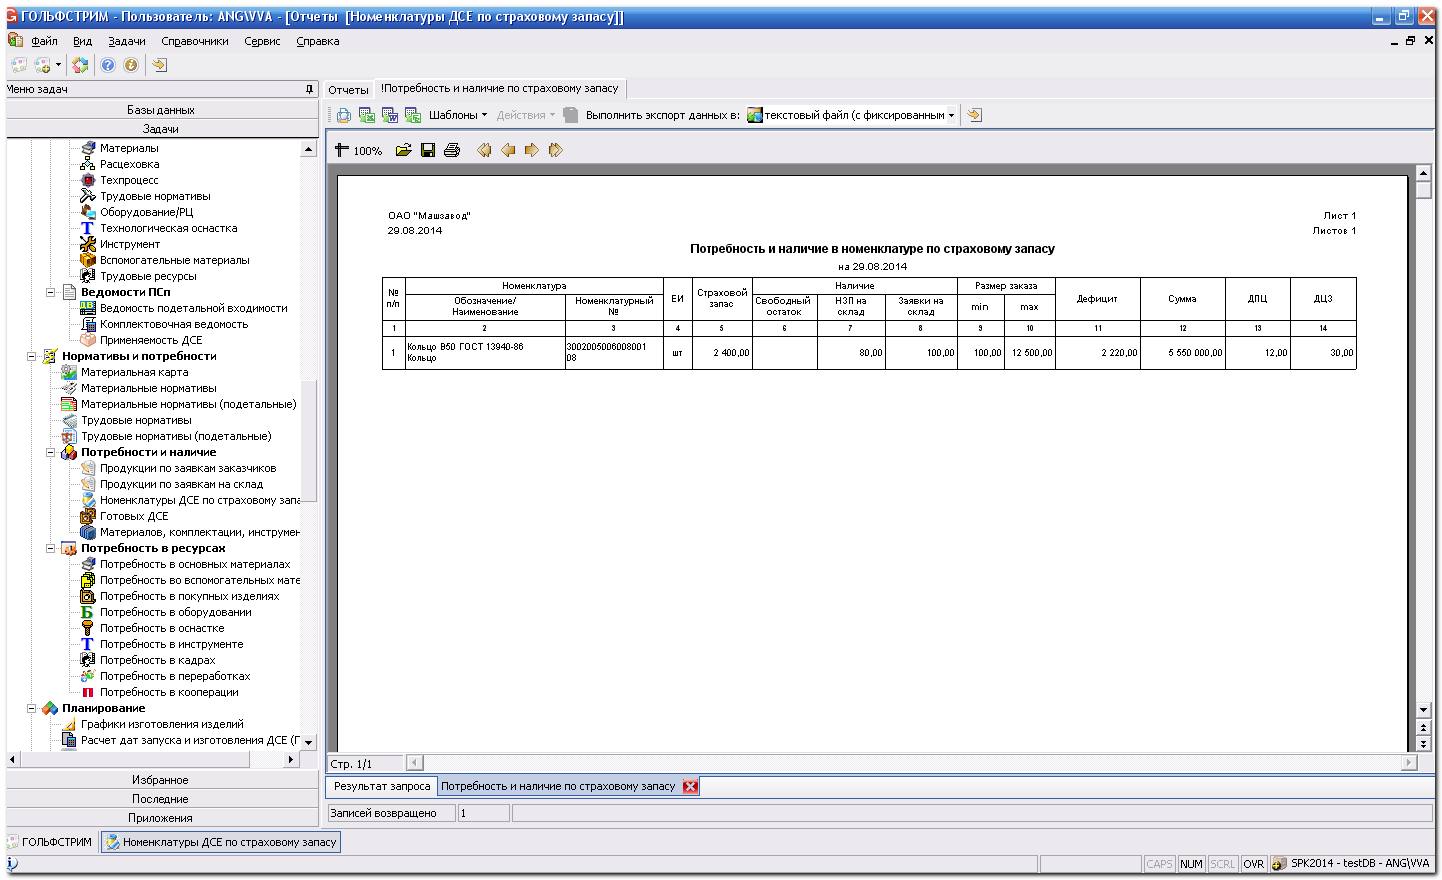 ГОЛЬФСТРИМ - Пользователь: ANG\VVA - [Отчеты [Номенклатуры ДСЕ по страховому запасу]]
Файл Вид Задачи Справочники Сервис Справка
Меню задач
Базы данных
Задачи
Материалы
Расцеховка
Техпроцесс
Трудовые нормативы
Оборудование/РЦ
Технологическая оснастка
Инструмент
Вспомогательные материалы
Трудовые ресурсы
Ведомости ПСп
Ведомость подетальной входимости
Комплектовочная ведомость
Применяемость ДСЕ
Нормативы и потребности
Материальная карта
Материальные нормативы
Материальные нормативы (подетальные)
Трудовые нормативы
Трудовые нормативы (подетальные)
Потребности и наличие
Продукции по заявкам заказчиков
Продукции по заявкам на склад
Номенклатуры ДСЕ по страховому запа
Готовых ДСЕ
Материалов, комплектации, инструмен
Потребность в ресурсах
Потребность в основных материалах
Потребность во вспомогательных мате
Потребность в покупных изделиях
Потребность в оборудовании
Потребность в оснастке
Потребность в инструменте
Потребность в кадрах
Потребность в переработках
Потребность в кооперации
Планирование
Графики изготовления изделий
Расчет дат запуска и изготовления ДСЕ (Г
Избранное
Последние
Приложения
Отчеты !Потребность и наличие по страховому запасу
Шаблоны Действия Выполнить экспорт данных в: текстовый файл (с фиксированным
100%
ОАО "Машзавод" Лист 1
29.08.2014 Листов 1
Потребность и наличие в номенклатуре по страховому запасу
на 29.08.2014
№ п/п Номенклатура ЕИ Страховой запас Наличие Размер заказа Дефицит Сумма ДПЦ ДЦЗ
Обозначение/ Наименование Номенклатурный № Свободный остаток НЗП на склад Заявки на склад min max
1 2 3 4 5 6 7 8 9 10 11 12 13 14
1 Кольцо В50 ГОСТ 13940-86 3002005006008001 шт 2 400,00 80,00 100,00 100,00 12 500,00 2 220,00 5 550 000,00 12,00 30,00
Кольцо 08
Стр. 1/1
Результат запроса Потребность и наличие по страховому запасу
Записей возвращено 1
ГОЛЬФСТРИМ Номенклатуры ДСЕ по страховому запасу
CAPS NUM SCRL OVR SPK2014 - testDB - ANG\VVA